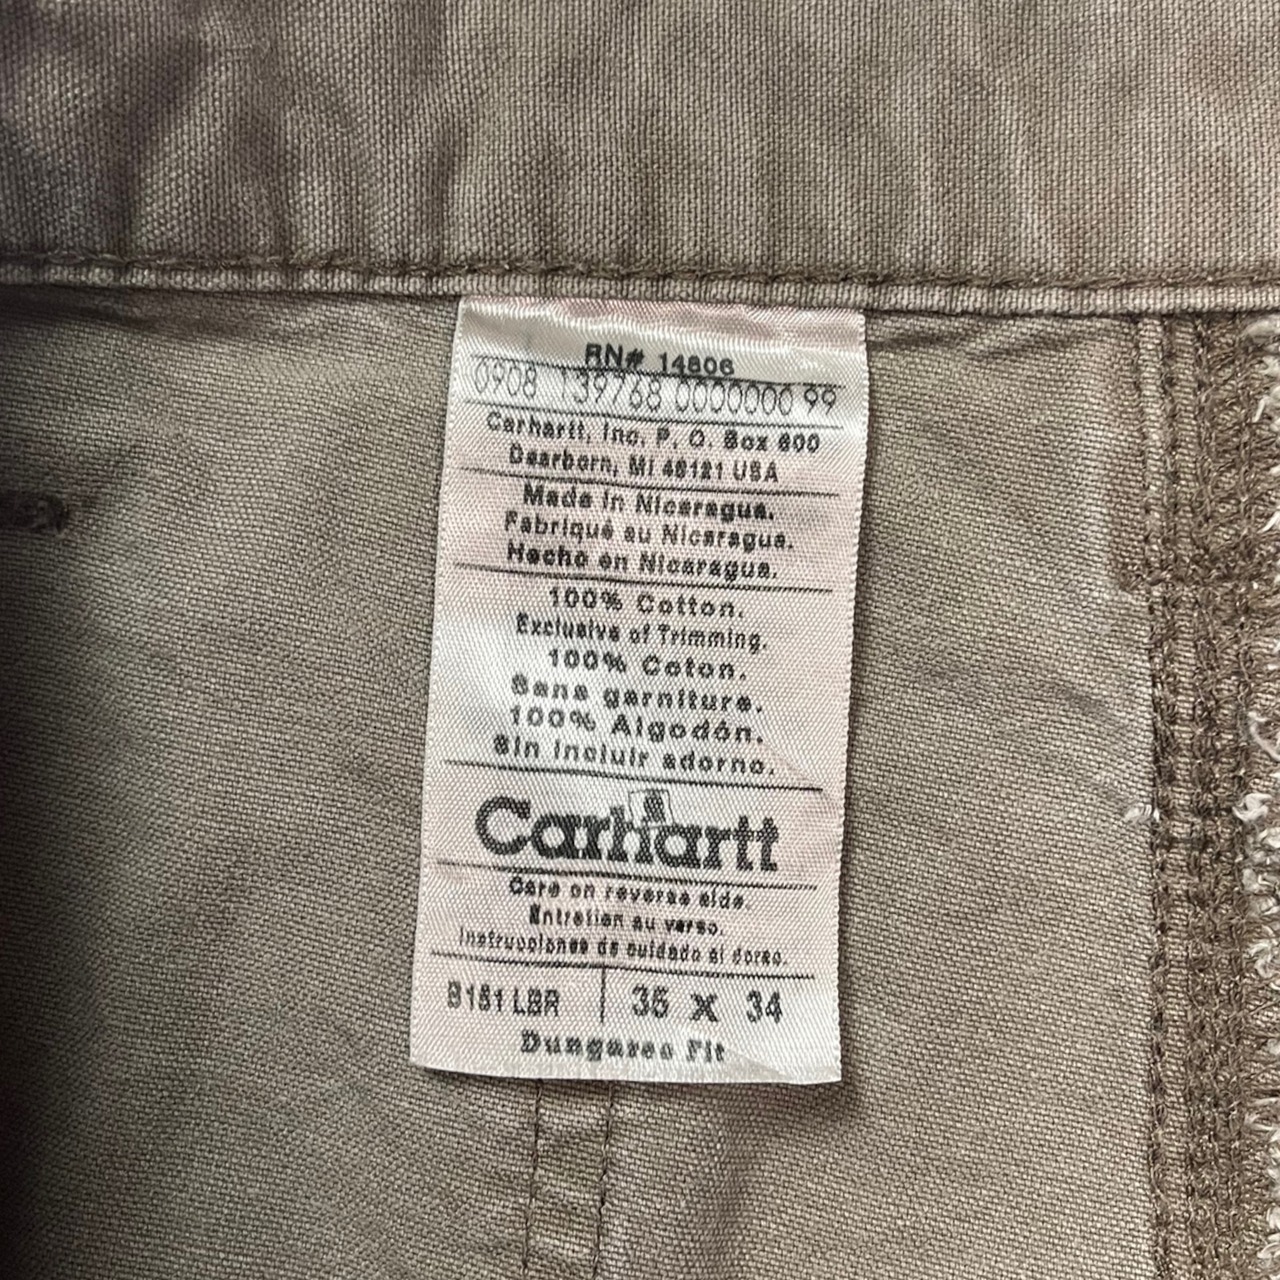 RN# 14806
0908 139768 0000000 99
Carhartt, Inc. P. O. Box 600
Dearborn, MI 48121 USA
Made in Nicaragua.
Fabriqué au Nicaragua.
Hecho en Nicaragua.
100% Cotton.
Exclusive of Trimming.
100% Coton.
Sans garniture.
100% Algodón.
Sin incluir adorno.
Carhartt
Care on reverse side.
Entretien au verso.
Instrucciones de cuidado al dorso.
B151 LBR 35 x 34
Dungaree Fit